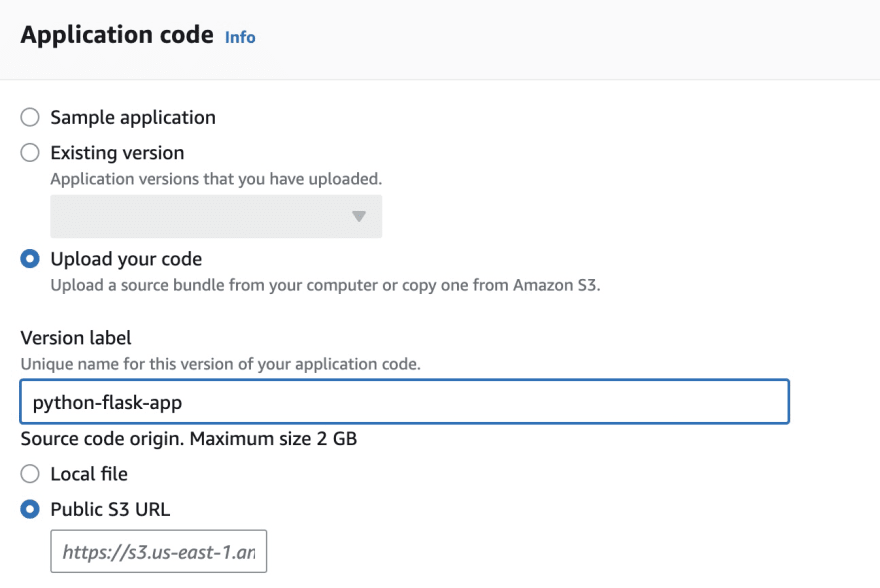 Application code Info
Sample application
Existing version
Application versions that you have uploaded.
Upload your code
Upload a source bundle from your computer or copy one from Amazon S3.
Version label
Unique name for this version of your application code.
python-flask-app
Source code origin. Maximum size 2 GB
Local file
Public S3 URL
https://s3.us-east-1.an